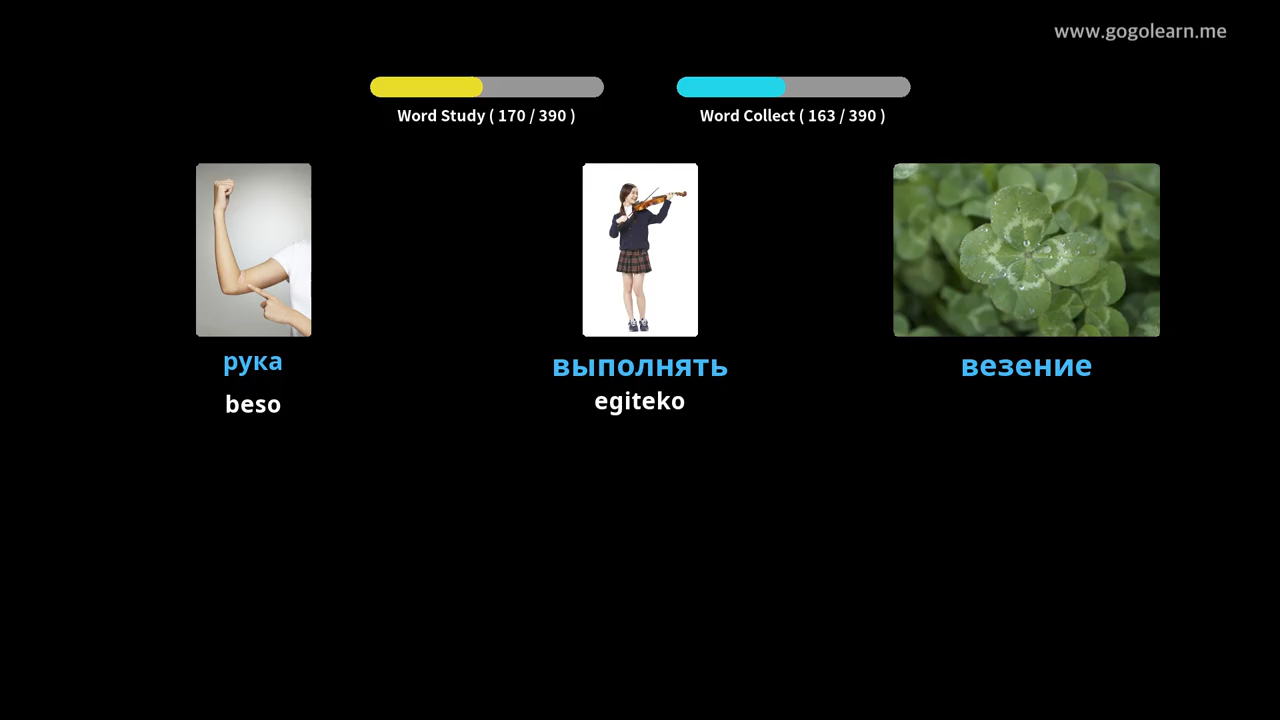 www.gogolearn.me
Word Study ( 170 / 390 )
Word Collect ( 163 / 390 )
рука
beso
выполнять
egiteko
везение